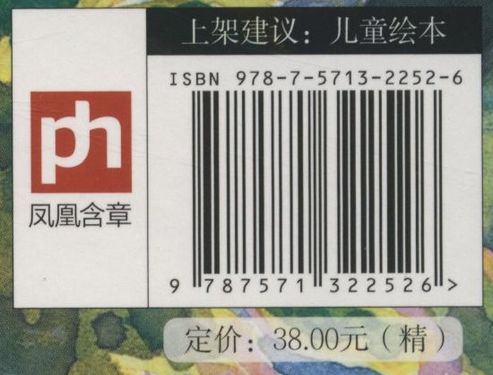 上架建议：儿童绘本
ISBN 978-7-5713-2252-6
ph
凤凰含章
9 787571 322526 >
定价：38.00元（精）